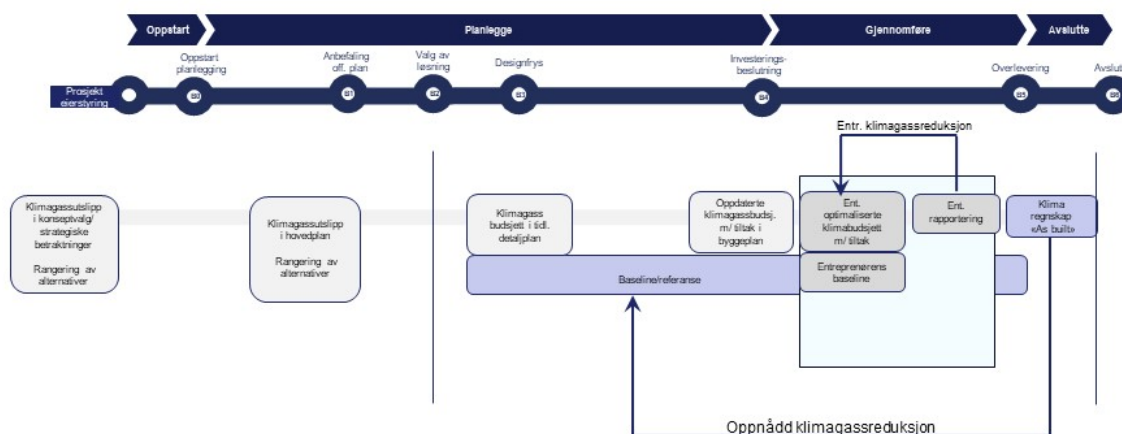 Oppstart
Planlegge
Gjennomføre
Avslutte
Oppstart
planlegging
Anbefaling
off. plan
Valg av
løsning
Designfrys
Investerings-
beslutning
Overlevering
Avslut
Prosjekt
eierstyring
B0
B1
B2
B3
B4
B5
B6
Entr. klimagassreduksjon
Klimagassutslipp
i konseptvalg/
strategiske
betraktninger
Rangering av
alternativer
Klimagassutslipp
i hovedplan
Rangering av
alternativer
Klimagass
budsjett i tidl.
detaljplan
Oppdaterte
klimagassbudsj.
m/ tiltak i
byggeplan
Ent.
optimaliserte
klimabudsjett
m/ tiltak
Ent.
rapportering
Klima
regnskap
«As built»
Baseline/referanse
Entreprenørens
baseline
Oppnådd klimagassreduksjon